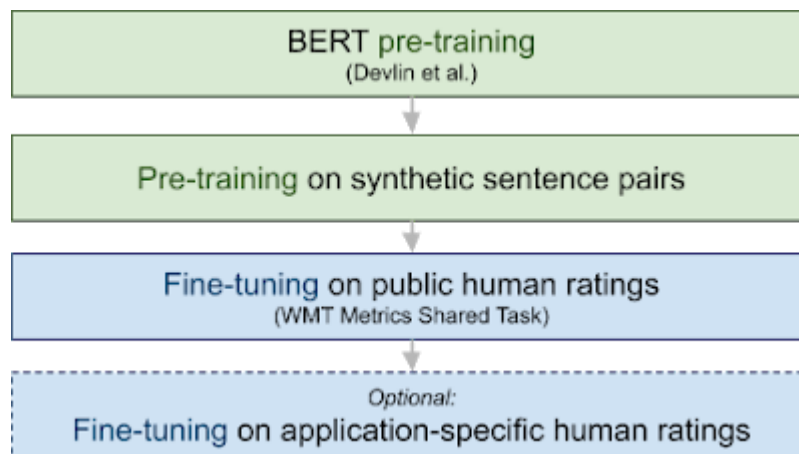 BERT pre-training
(Devlin et al.)
Pre-training on synthetic sentence pairs
Fine-tuning on public human ratings
(WMT Metrics Shared Task)
Optional:
Fine-tuning on application-specific human ratings